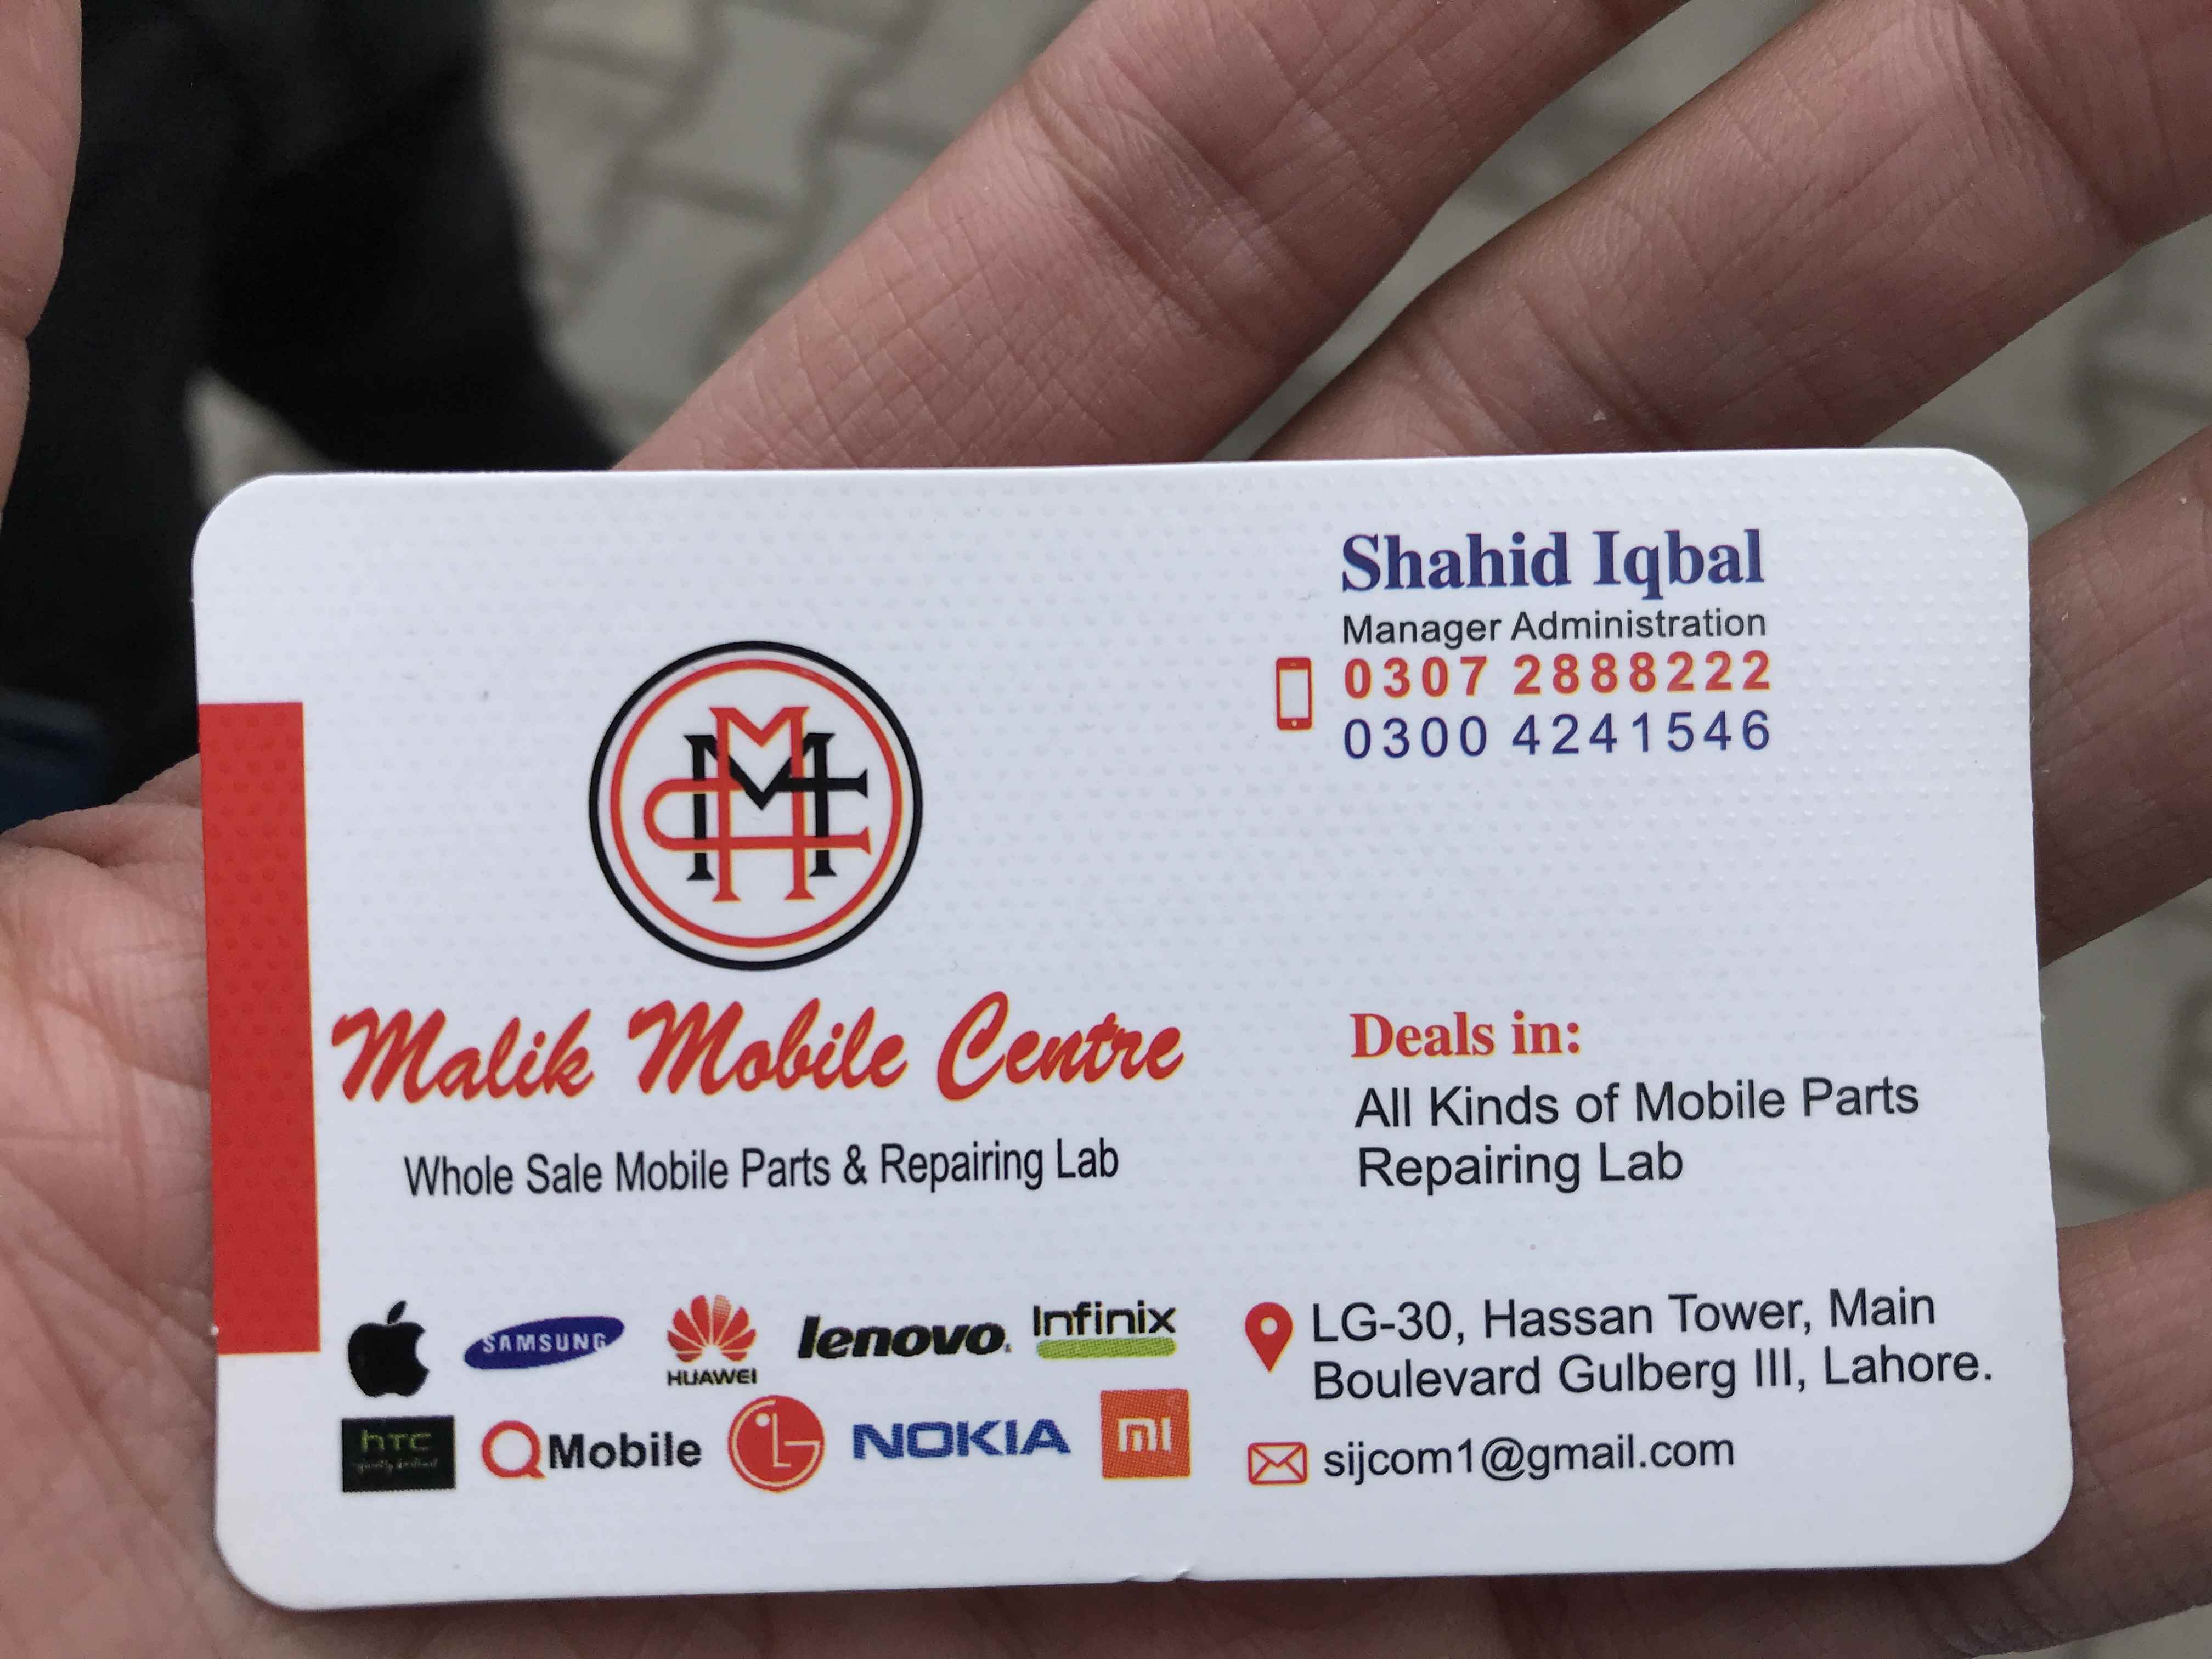 Shahid Iqbal
Manager Administration
0307 2888222
0300 4241546
Malik Mobile Centre
Whole Sale Mobile Parts & Repairing Lab
Deals in:
All Kinds of Mobile Parts
Repairing Lab
SAMSUNG
HUAWEI
lenovo
Infinix
hTC
QMobile
LG
NOKIA
mi
LG-30, Hassan Tower, Main
Boulevard Gulberg III, Lahore.
sijcom1@gmail.com